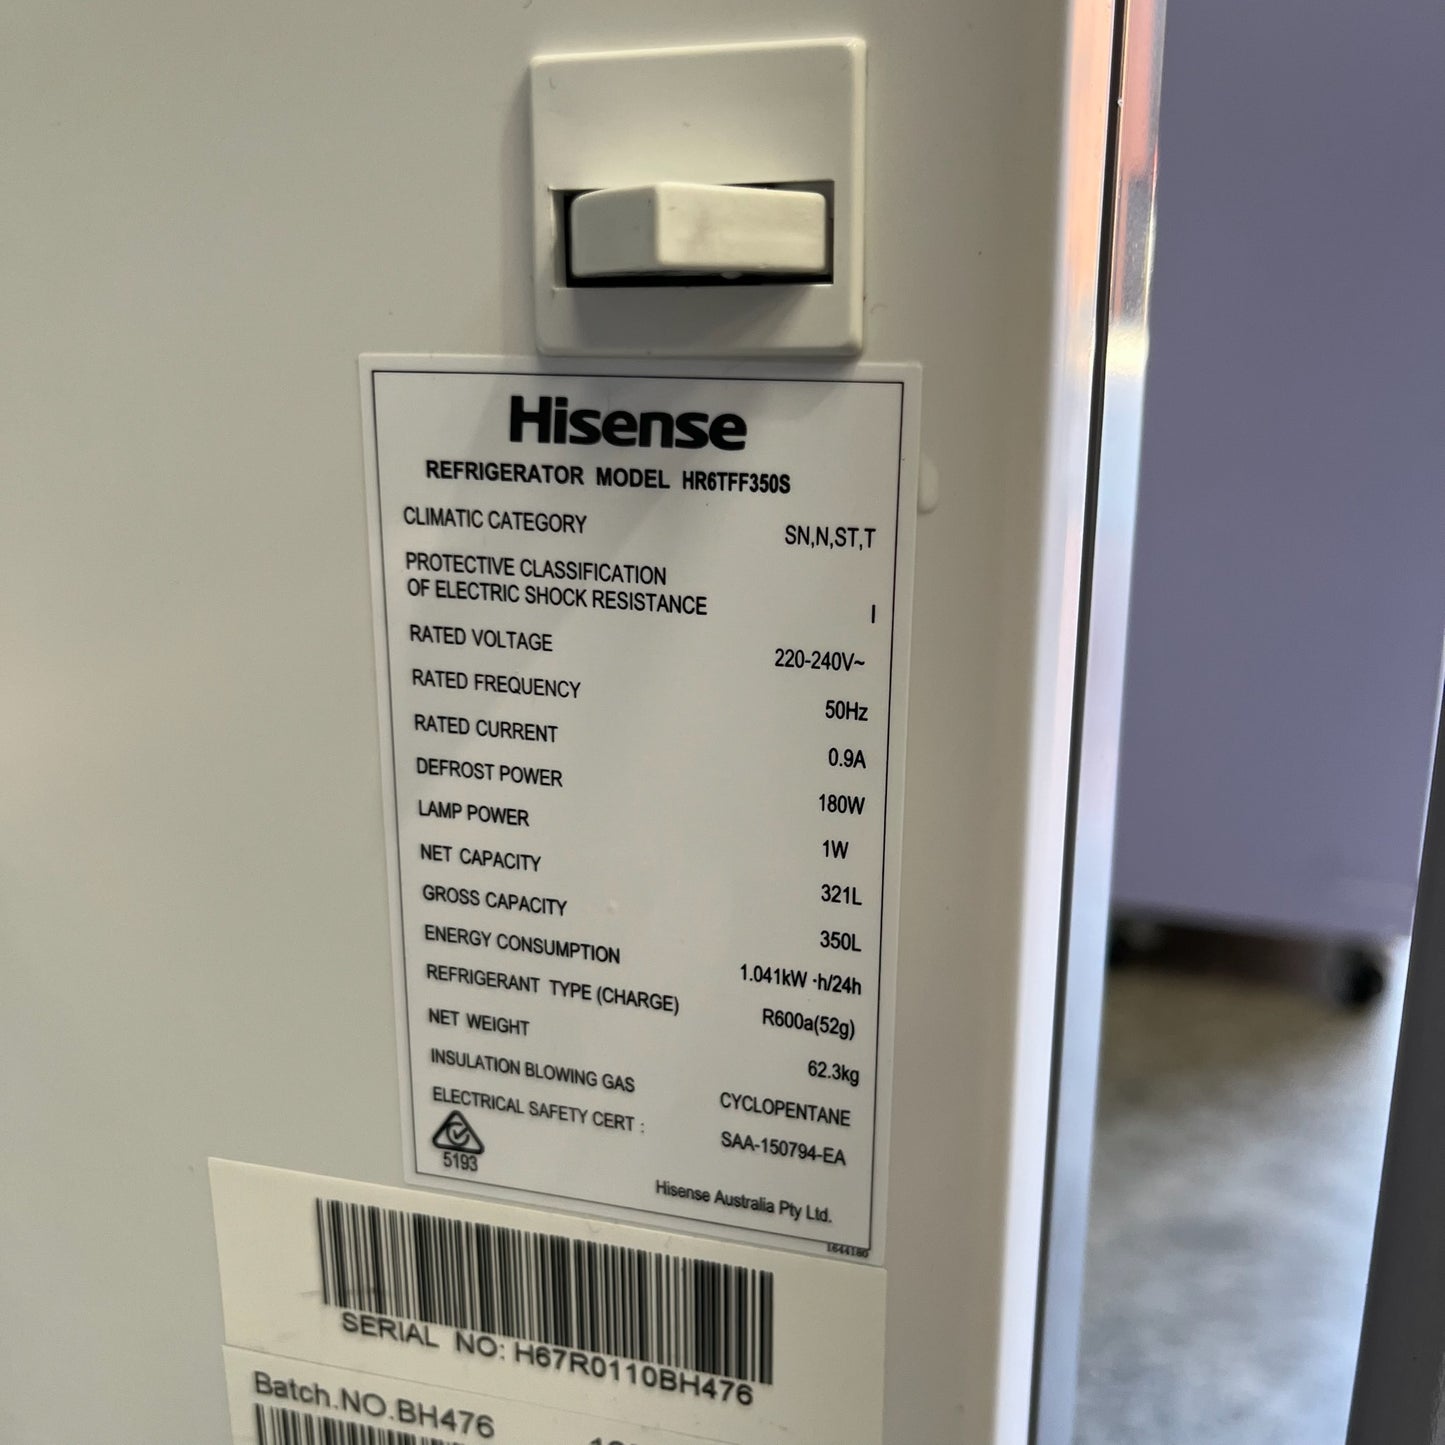 Hisense
REFRIGERATOR MODEL HR6TFF350S
CLIMATIC CATEGORY SN,N,ST,T
PROTECTIVE CLASSIFICATION
OF ELECTRIC SHOCK RESISTANCE I
RATED VOLTAGE 220-240V~
RATED FREQUENCY 50Hz
RATED CURRENT 0.9A
DEFROST POWER 180W
LAMP POWER 1W
NET CAPACITY 321L
GROSS CAPACITY 350L
ENERGY CONSUMPTION 1.041kW·h/24h
REFRIGERANT TYPE (CHARGE) R600a(52g)
NET WEIGHT 62.3kg
INSULATION BLOWING GAS CYCLOPENTANE
ELECTRICAL SAFETY CERT : SAA-150794-EA
5193
Hisense Australia Pty Ltd.
1644180
SERIAL NO: H67R0110BH476
Batch.NO.BH476